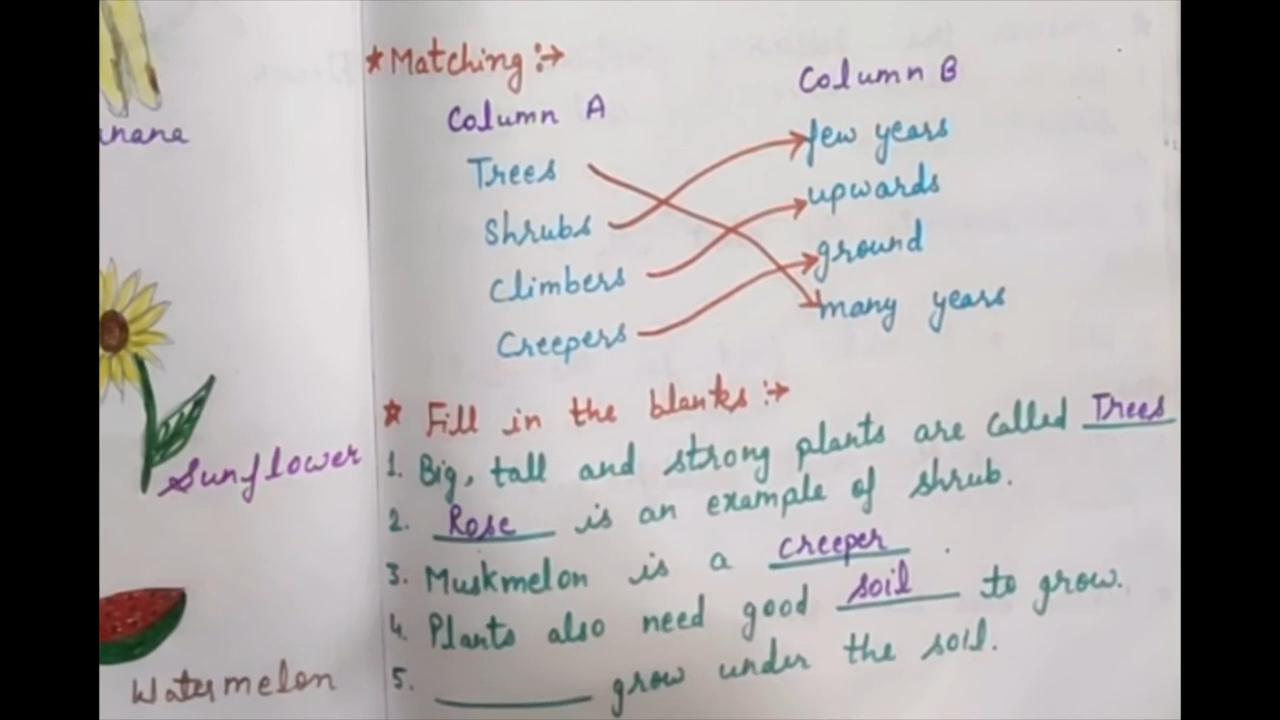 nana
Sunflower
Watermelon
★Matching:→
Column A
Column B
Trees
few years
Shrubs
upwards
Climbers
ground
Creepers
many years
★ Fill in the blanks:→
1. Big, tall and strong plants are called Trees
2. Rose is an example of shrub.
3. Muskmelon is a creeper.
4. Plants also need good soil to grow.
5. ________ grow under the soil.